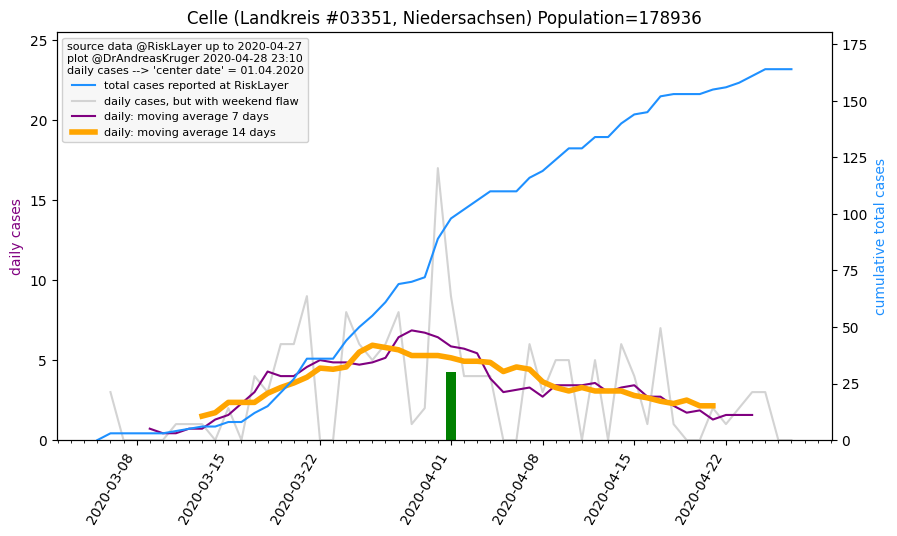 Celle (Landkreis #03351, Niedersachsen) Population=178936
source data @RiskLayer up to 2020-04-27
plot @DrAndreasKruger 2020-04-28 23:10
daily cases --> 'center date' = 01.04.2020
total cases reported at RiskLayer
daily cases, but with weekend flaw
daily: moving average 7 days
daily: moving average 14 days
daily cases
25
20
15
10
5
0
cumulative total cases
175
150
125
100
75
50
25
0
2020-03-08
2020-03-15
2020-03-22
2020-04-01
2020-04-08
2020-04-15
2020-04-22